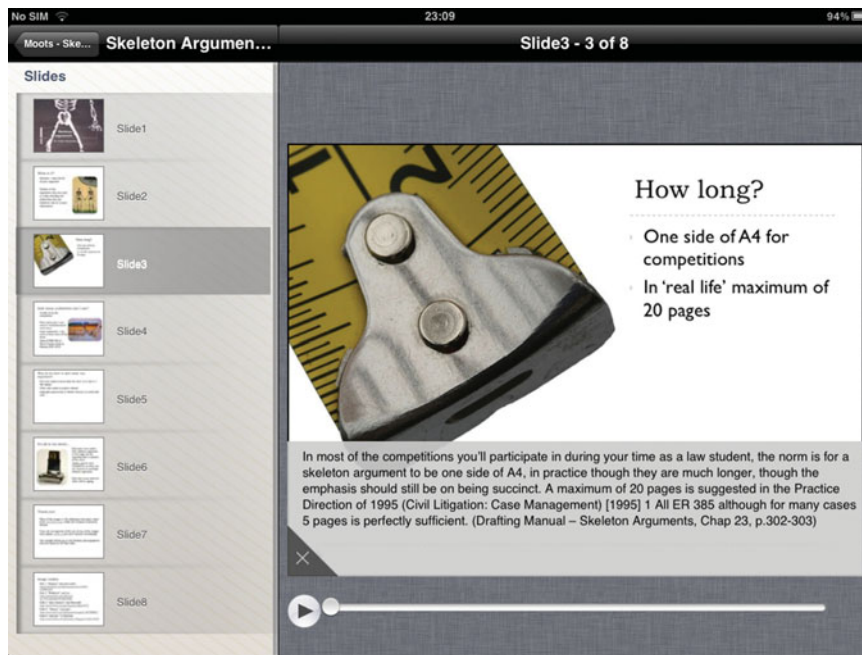 No SIM
23:09
94%
Moots - Ske...
Skeleton Argumen...
Slide3 - 3 of 8
Slides
Slide1
Slide2
Slide3
Slide4
Slide5
Slide6
Slide7
Slide8
2
How long?
One side of A4 for
competitions
In ‘real life’ maximum of
20 pages
In most of the competitions you’ll participate in during your time as a law student, the norm is for a
skeleton argument to be one side of A4, in practice though they are much longer, though the
emphasis should still be on being succinct. A maximum of 20 pages is suggested in the Practice
Direction of 1995 (Civil Litigation: Case Management) [1995] 1 All ER 385 although for many cases
5 pages is perfectly sufficient. (Drafting Manual – Skeleton Arguments, Chap 23, p.302-303)